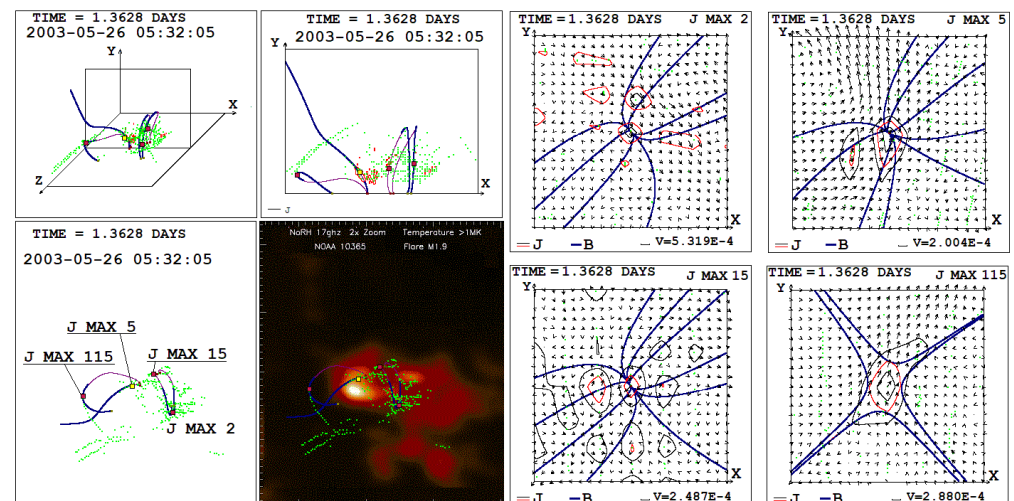 TIME = 1.3628 DAYS
2003-05-26 05:32:05
Y
X
Z
TIME = 1.3628 DAYS
2003-05-26 05:32:05
Y
X
J
TIME = 1.3628 DAYS J MAX 2
Y
X
J B V=5.319E-4
TIME = 1.3628 DAYS J MAX 5
Y
X
J B V=2.004E-4
TIME = 1.3628 DAYS
2003-05-26 05:32:05
J MAX 5
J MAX 115 J MAX 15
J MAX 2
NoRH 17ghz 2x Zoom Temperature >1MK
NOAA 10365 Flare M1.9
TIME = 1.3628 DAYS J MAX 15
Y
X
J B V=2.487E-4
TIME = 1.3628 DAYS J MAX 115
Y
X
J B V=2.880E-4